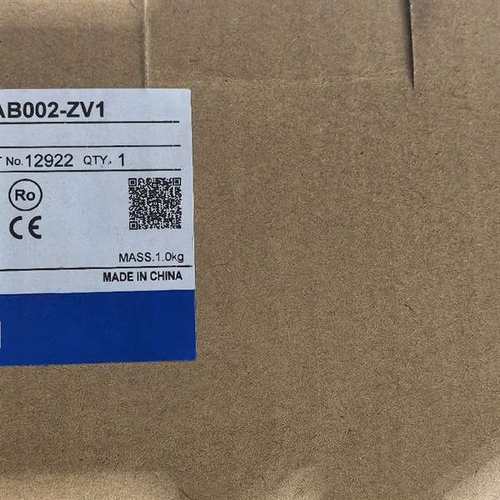 AB002-ZV1
T No. 12922 QTY. 1
Ro
CE
MASS.1.0kg
MADE IN CHINA